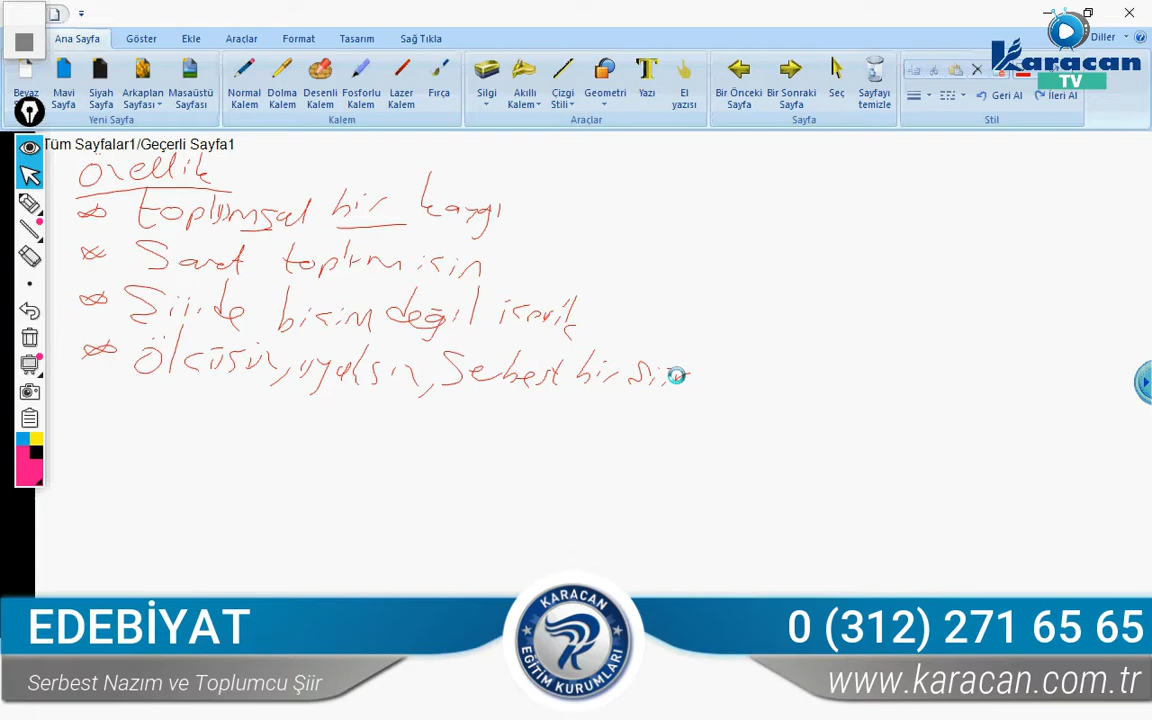 Diller
Ana Sayfa Göster Ekle Araçlar Format Tasarım Sağ Tıkla
Karacan
TV
Beyaz Mavi Sayfa Siyah Sayfa Arkaplan Sayfası Masaüstü Sayfası Normal Kalem Dolma Kalem Desenli Kalem Fosforlu Kalem Lazer Kalem Fırça Silgi Akıllı Kalem Çizgi Stili Geometri Yazı El yazısı Bir Önceki Sayfa Bir Sonraki Sayfa Seç Sayfayı temizle Geri Al İleri Al
Yeni Sayfa Kalem Araçlar Sayfa Stil
Tüm Sayfalar1/Geçerli Sayfa1
Özellik
toplumsal bir kaygı
Sanat toplum için
Şiirde biçim değil içerik
Ölçüsüz, uyaksız, Serbest bir şiir
EDEBİYAT
Serbest Nazım ve Toplumcu Şiir
KARACAN
EĞİTİM KURUMLARI
0 (312) 271 65 65
www.karacan.com.tr